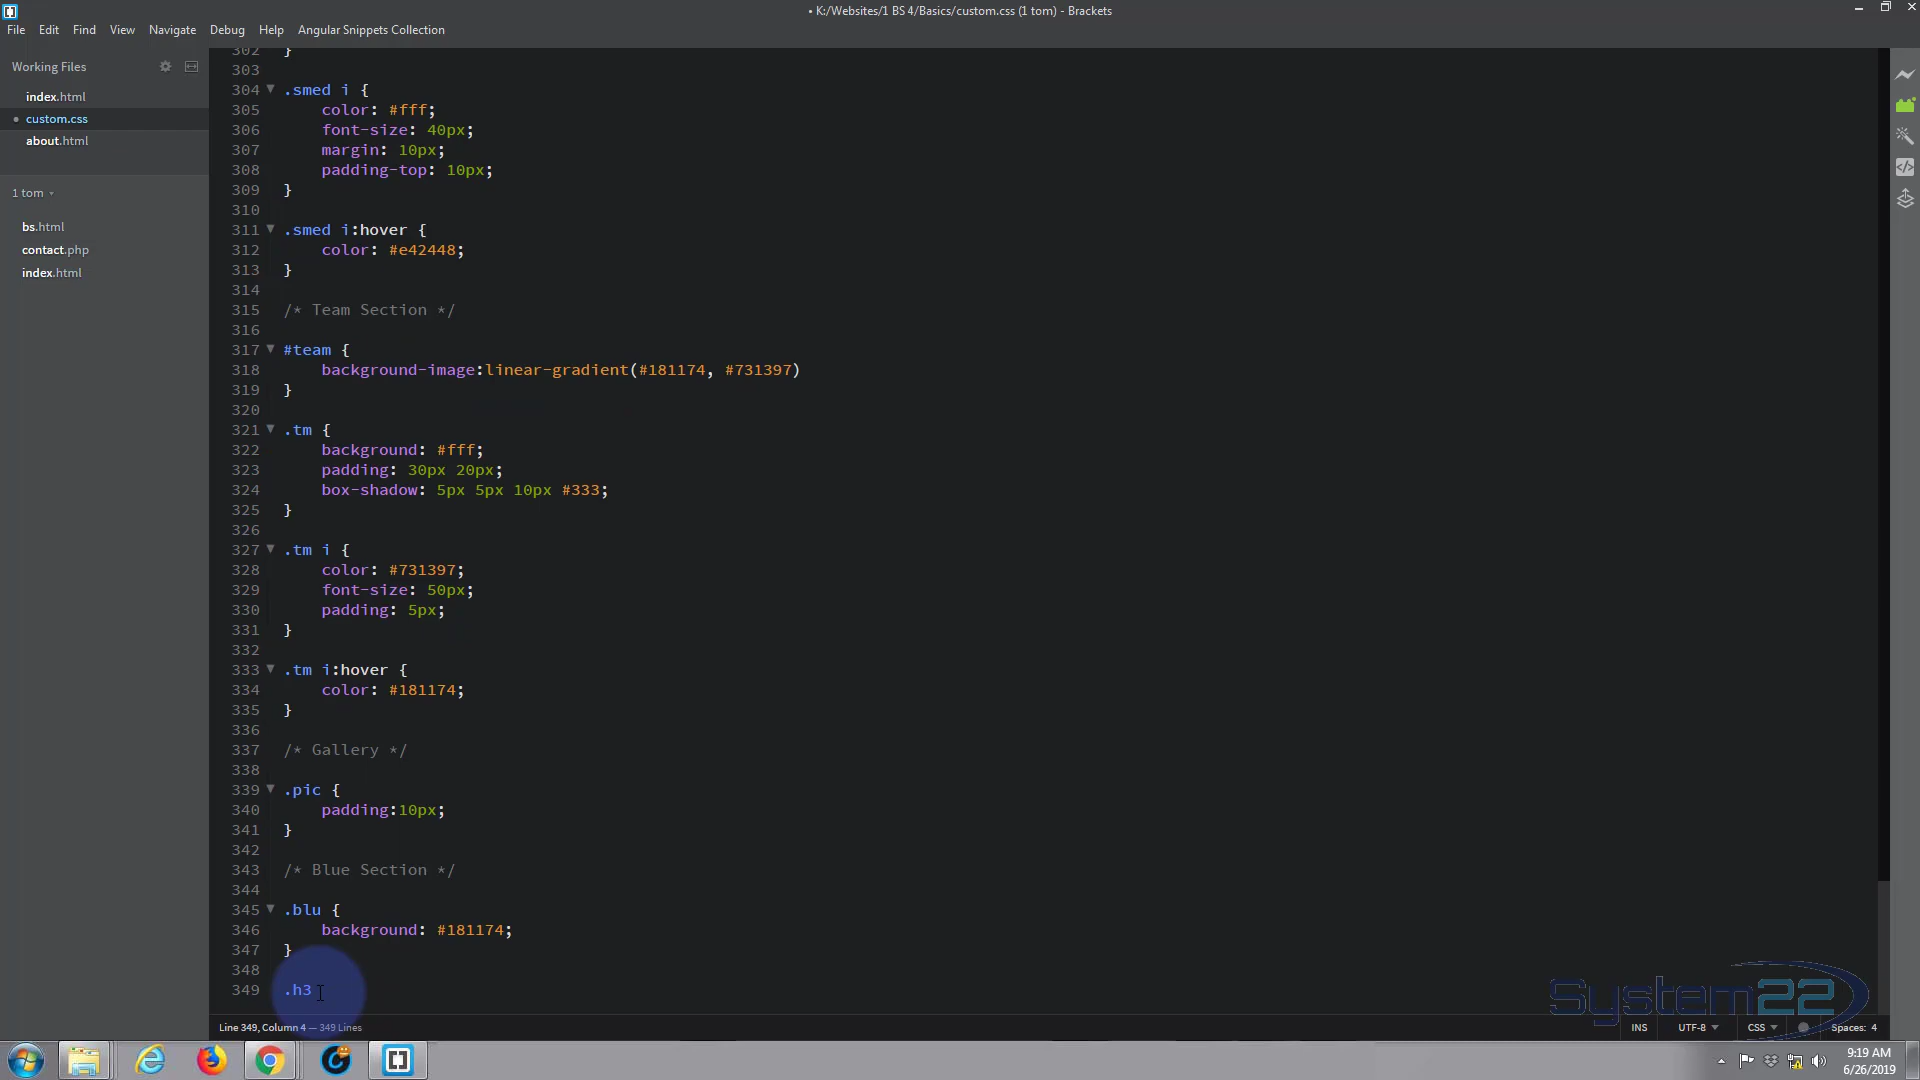 • K:/Websites/1 BS 4/Basics/custom.css (1 tom) - Brackets
File Edit Find View Navigate Debug Help Angular Snippets Collection
Working Files
index.html
• custom.css
about.html
1 tom
bs.html
contact.php
index.html
302 }
303
304 .smed i {
305 color: #fff;
306 font-size: 40px;
307 margin: 10px;
308 padding-top: 10px;
309 }
310
311 .smed i:hover {
312 color: #e42448;
313 }
314
315 /* Team Section */
316
317 #team {
318 background-image:linear-gradient(#181174, #731397)
319 }
320
321 .tm {
322 background: #fff;
323 padding: 30px 20px;
324 box-shadow: 5px 5px 10px #333;
325 }
326
327 .tm i {
328 color: #731397;
329 font-size: 50px;
330 padding: 5px;
331 }
332
333 .tm i:hover {
334 color: #181174;
335 }
336
337 /* Gallery */
338
339 .pic {
340 padding:10px;
341 }
342
343 /* Blue Section */
344
345 .blu {
346 background: #181174;
347 }
348
349 .h3
System22
Line 349, Column 4 — 349 Lines
INS UTF-8 CSS Spaces: 4
9:19 AM
6/26/2019